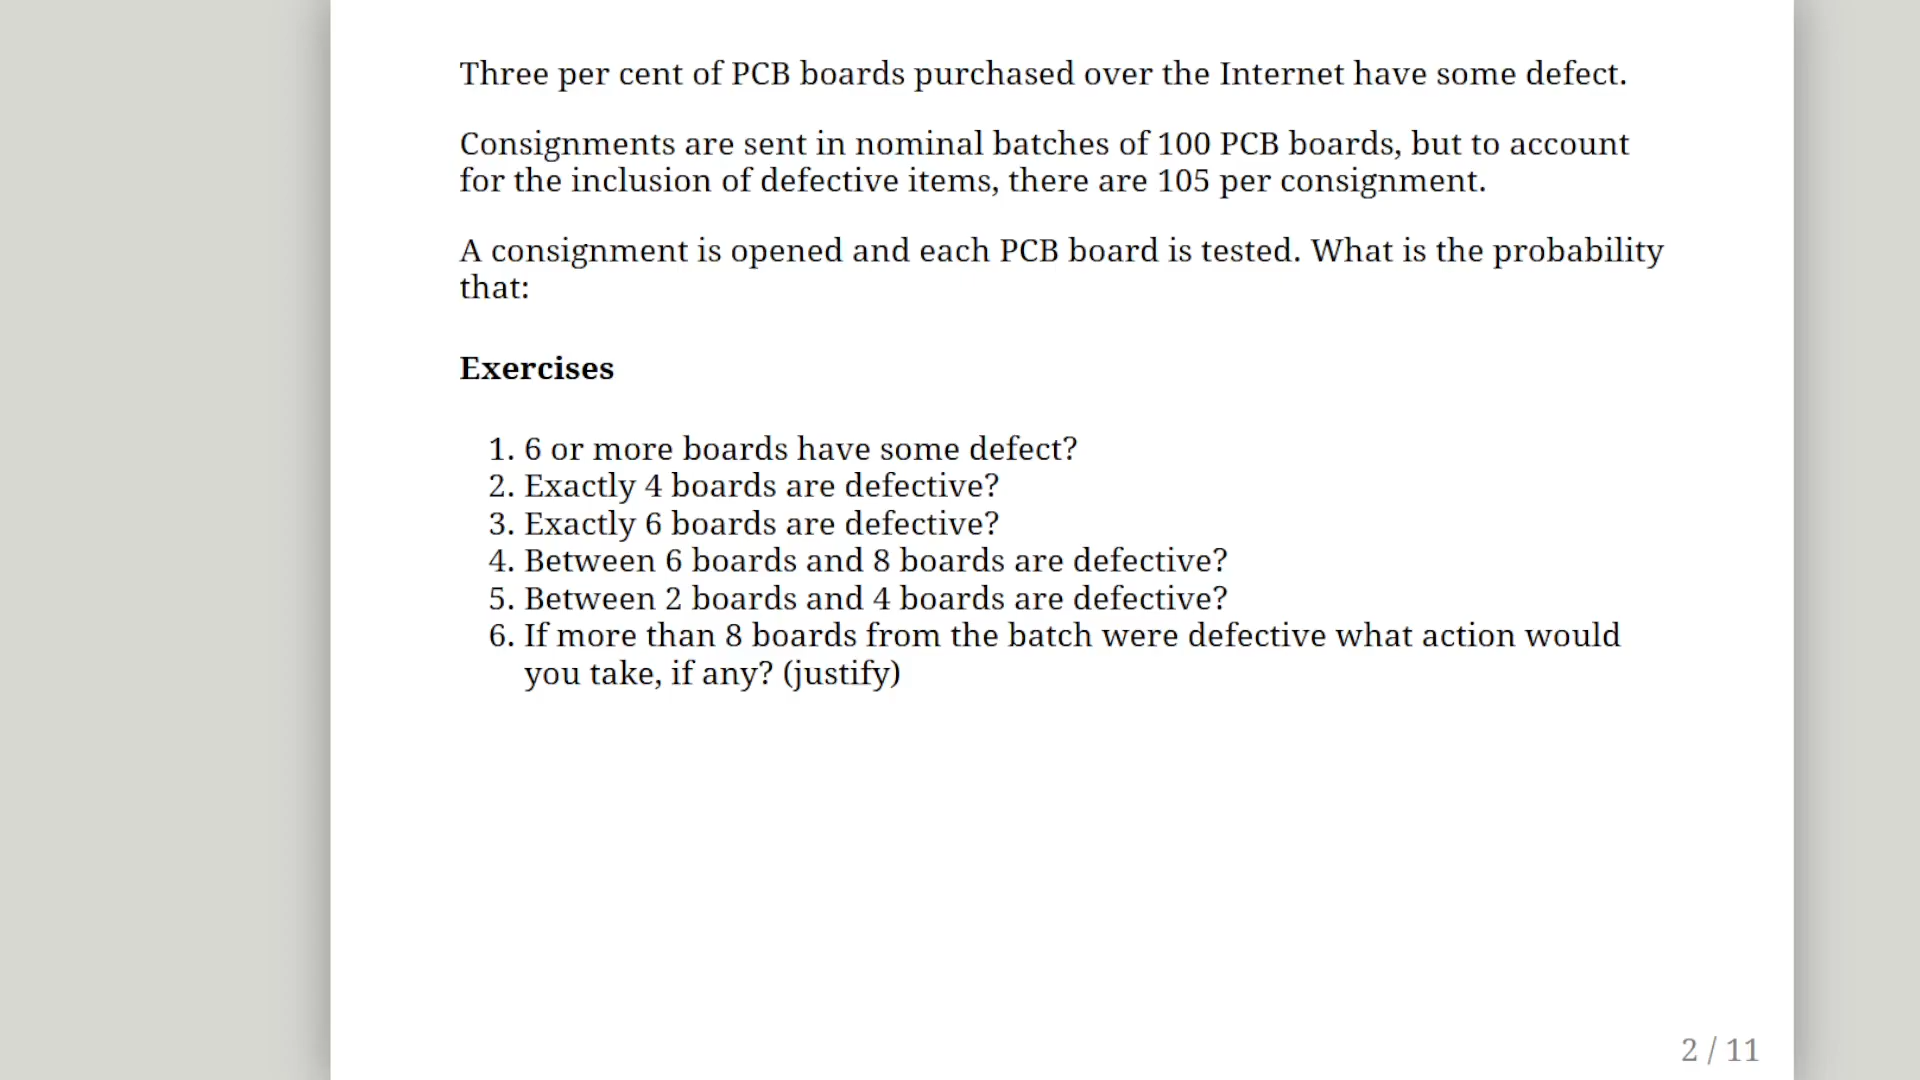 Three per cent of PCB boards purchased over the Internet have some defect.
Consignments are sent in nominal batches of 100 PCB boards, but to account
for the inclusion of defective items, there are 105 per consignment.
A consignment is opened and each PCB board is tested. What is the probability
that:
Exercises
1. 6 or more boards have some defect?
2. Exactly 4 boards are defective?
3. Exactly 6 boards are defective?
4. Between 6 boards and 8 boards are defective?
5. Between 2 boards and 4 boards are defective?
6. If more than 8 boards from the batch were defective what action would
you take, if any? (justify)
2 / 11